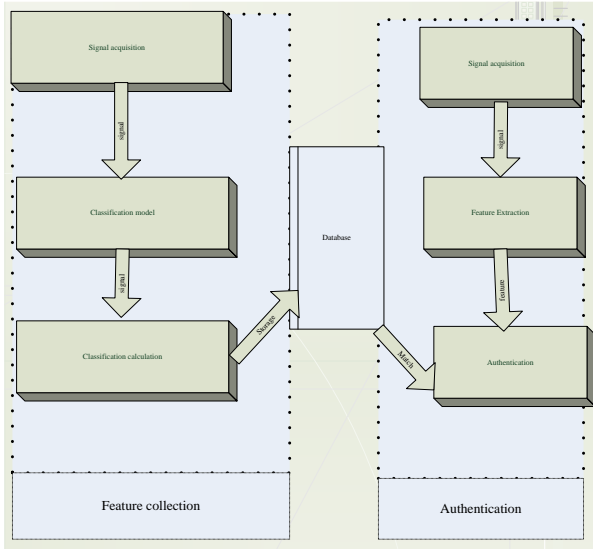 Signal acquisition
signal
Classification model
signal
Classification calculation
Storage
Feature collection
Database
Signal acquisition
signal
Feature Extraction
feature
Match
Authentication
Authentication